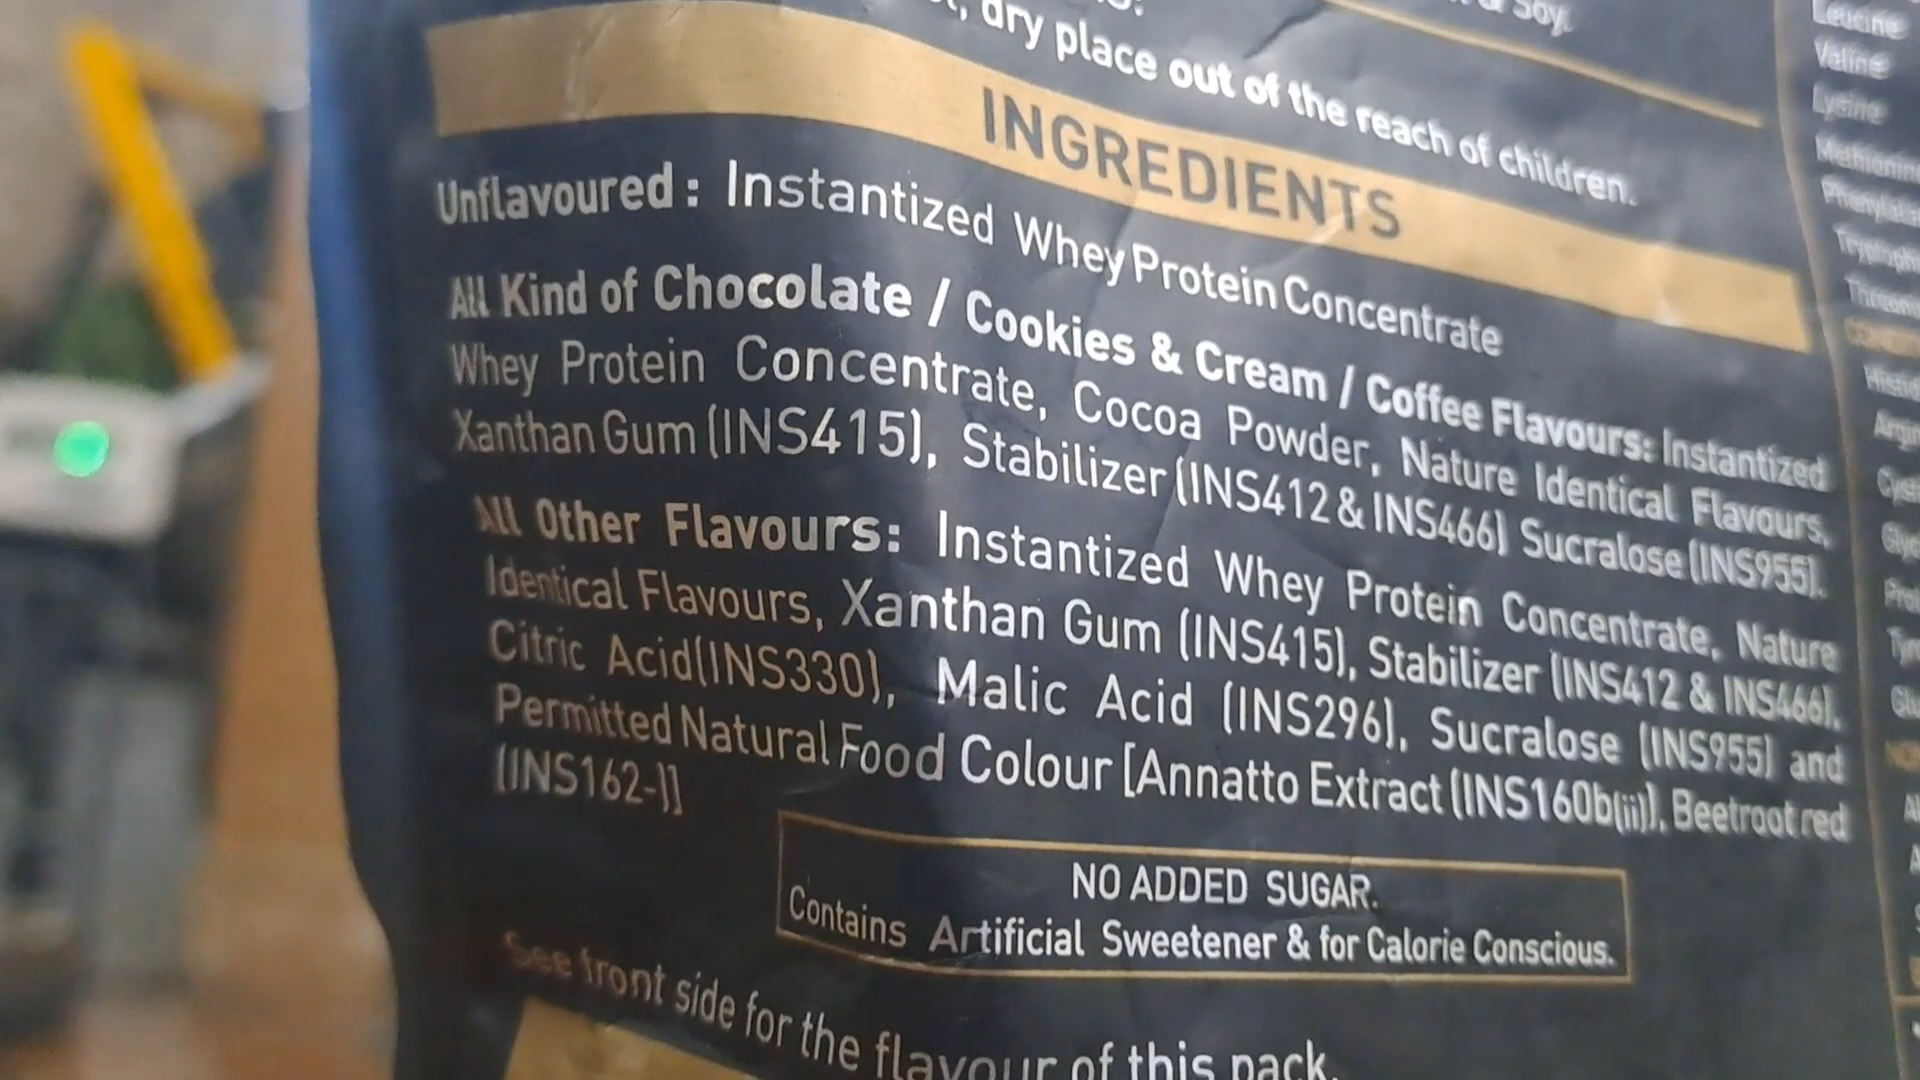 dry place out of the reach of children.
& Soy.
INGREDIENTS
Unflavoured: Instantized Whey Protein Concentrate
All Kind of Chocolate / Cookies & Cream / Coffee Flavours: Instantized
Whey Protein Concentrate, Cocoa Powder, Nature Identical Flavours,
Xanthan Gum (INS415), Stabilizer (INS412 & INS466) Sucralose (INS955).
All Other Flavours: Instantized Whey Protein Concentrate, Nature
Identical Flavours, Xanthan Gum (INS415), Stabilizer (INS412 & INS466),
Citric Acid(INS330), Malic Acid (INS296), Sucralose (INS955) and
Permitted Natural Food Colour [Annatto Extract (INS160b(ii)), Beetroot red
(INS162-)]
NO ADDED SUGAR.
Contains Artificial Sweetener & for Calorie Conscious.
See front side for the flavour of this pack.
Leucine
Valine
Lysine